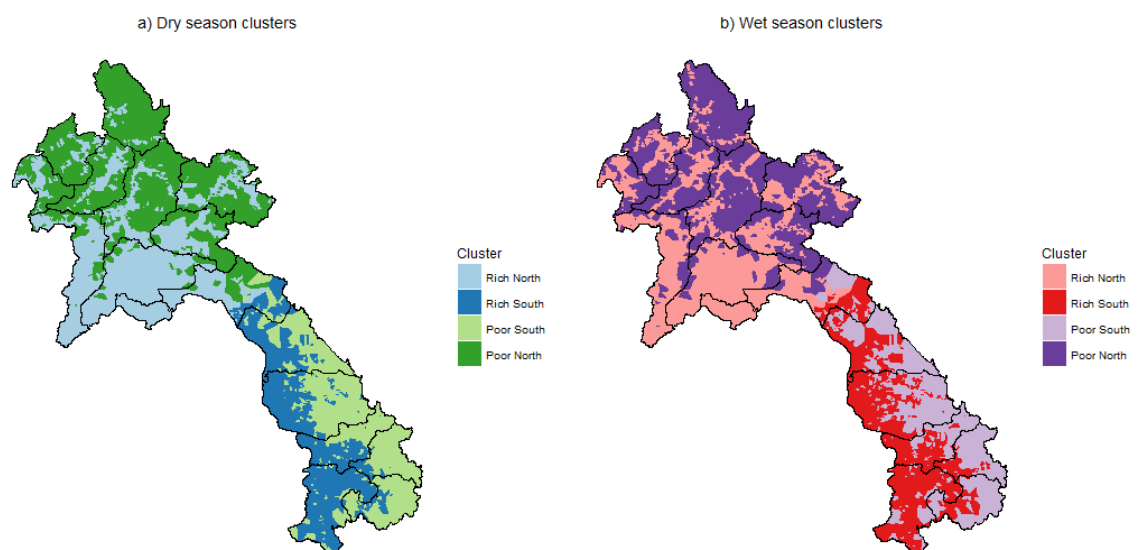 a) Dry season clusters
b) Wet season clusters
Cluster
Rich North
Rich South
Poor South
Poor North
Cluster
Rich North
Rich South
Poor South
Poor North